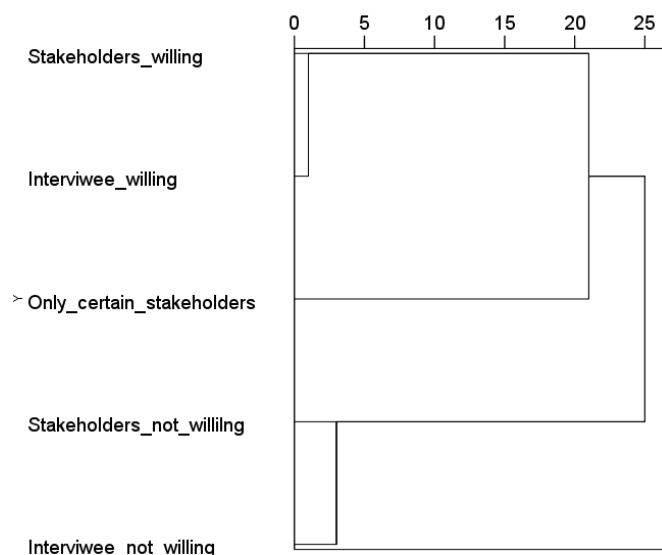 0 5 10 15 20 25
Stakeholders_willing
Interviwee_willing
Y
Only_certain_stakeholders
Stakeholders_not_willilng
Interviwee_not_willing